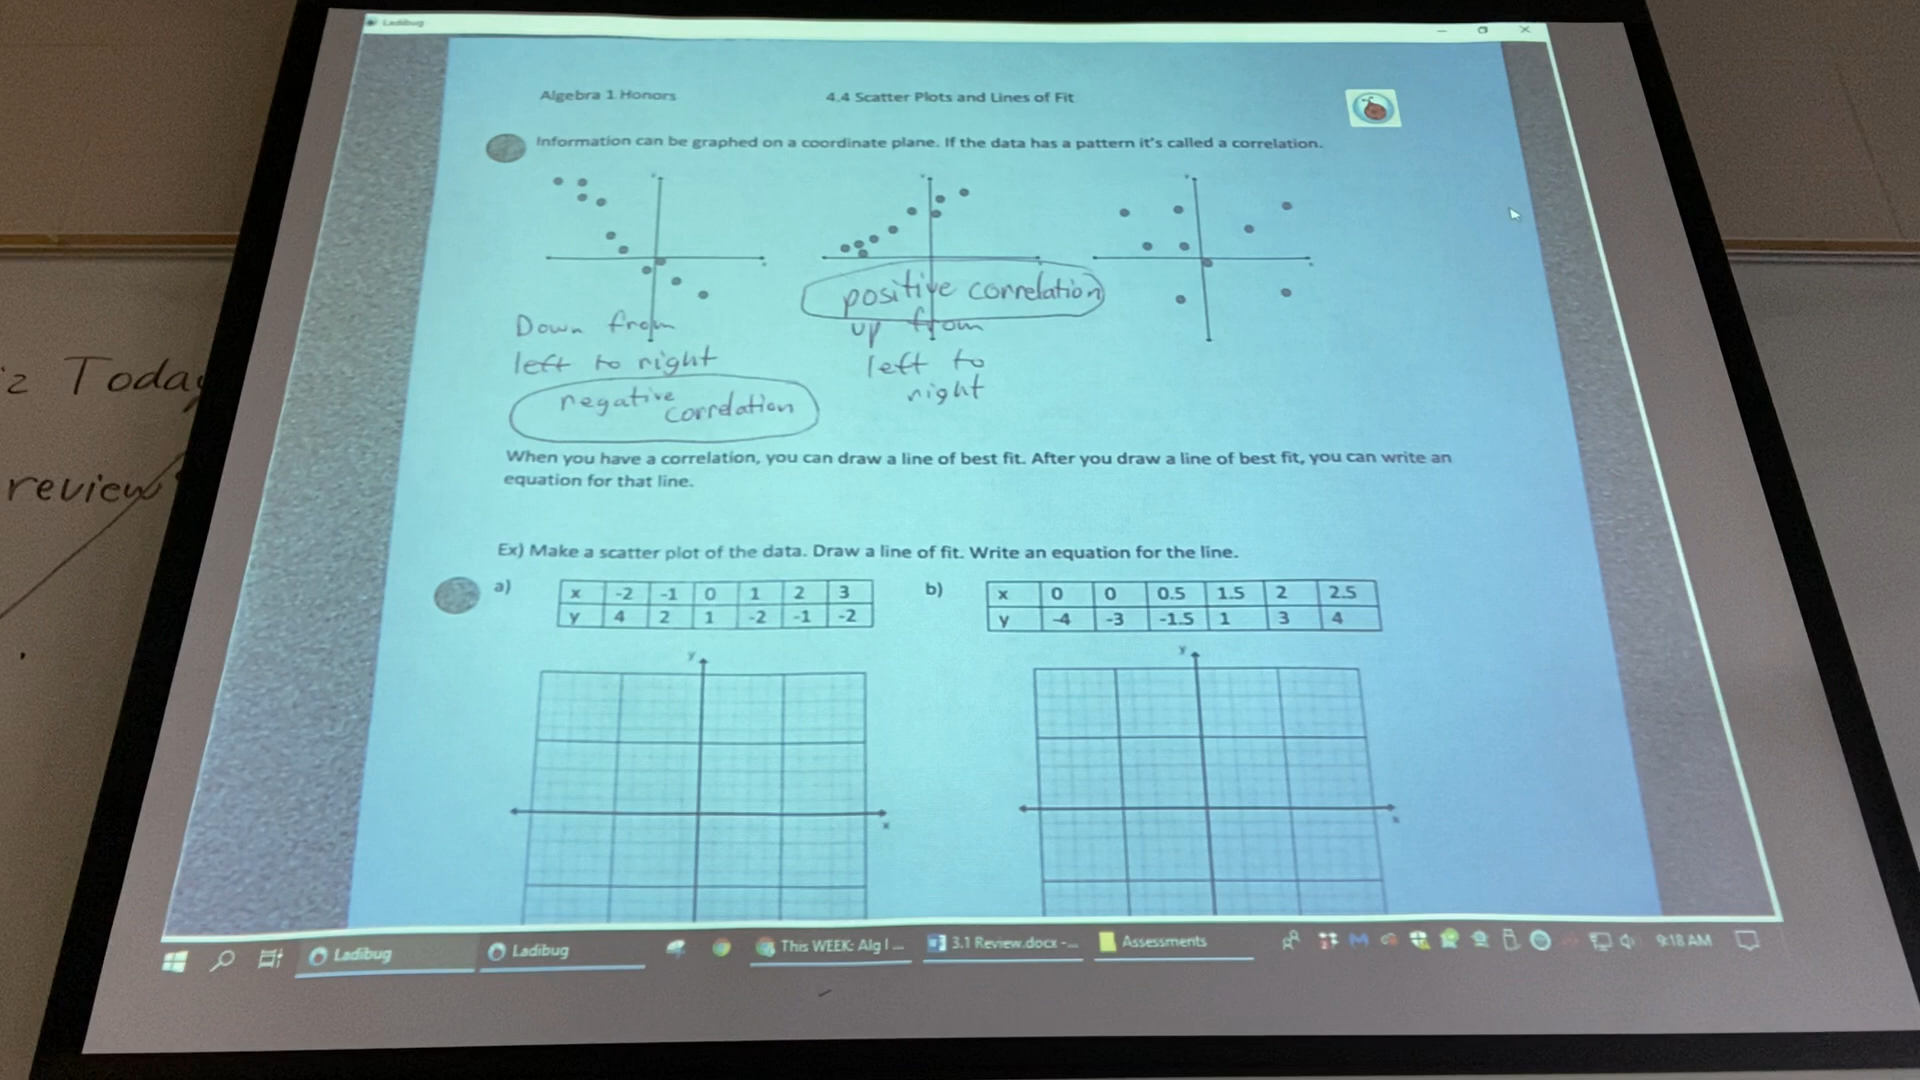 Ladibug
Algebra 1 Honors
4.4 Scatter Plots and Lines of Fit
Information can be graphed on a coordinate plane. If the data has a pattern it's called a correlation.
positive correlation
up from
left to
right
Down from
left to right
negative
correlation
Today
review
When you have a correlation, you can draw a line of best fit. After you draw a line of best fit, you can write an
equation for that line.
Ex) Make a scatter plot of the data. Draw a line of fit. Write an equation for the line.
a)
x -2 -1 0 1 2 3
y 4 2 1 -2 -1 -2
b)
x 0 0 0.5 1.5 2 2.5
y -4 -3 -1.5 1 3 4
y
x
y
x
Ladibug
Ladibug
This WEEK: Alg I ...
3.1 Review.docx -...
Assessments
9:18 AM